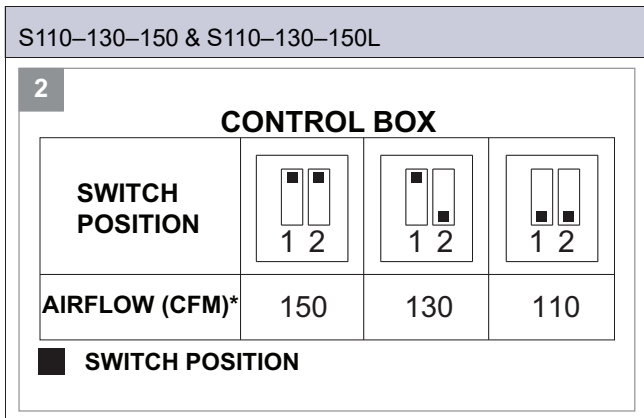 S110–130–150 & S110–130–150L
2
CONTROL BOX
SWITCH
POSITION
1 2
1 2
1 2
AIRFLOW (CFM)* 150 130 110
SWITCH POSITION